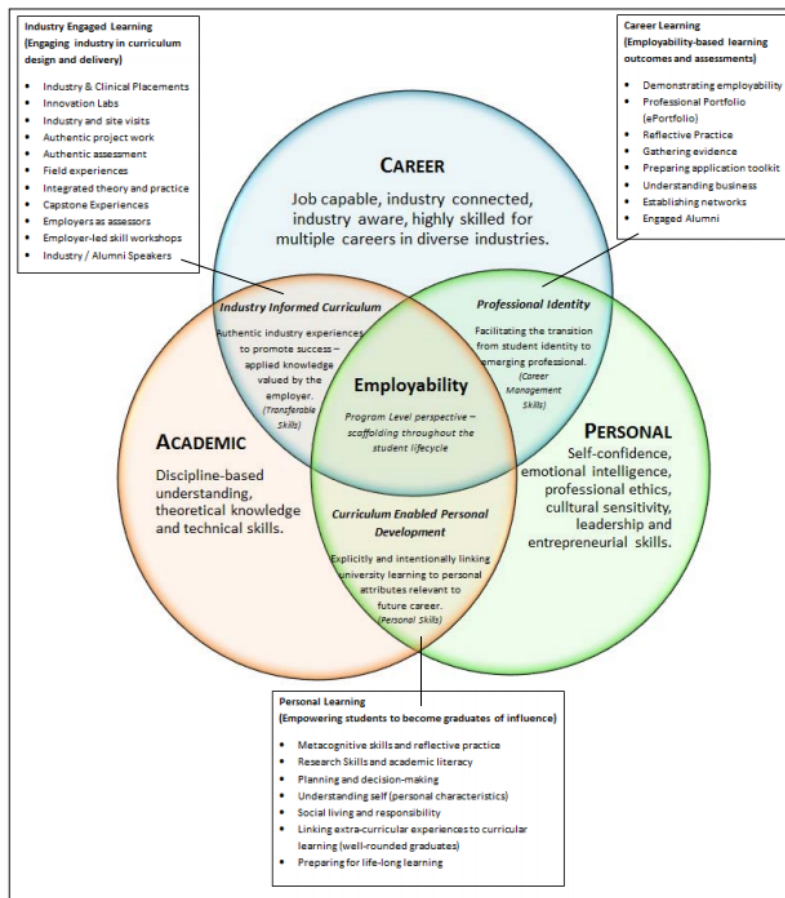 Industry Engaged Learning
(Engaging industry in curriculum
design and delivery)
• Industry & Clinical Placements
• Innovation Labs
• Industry and site visits
• Authentic project work
• Authentic assessment
• Field experiences
• Integrated theory and practice
• Capstone Experiences
• Employers as assessors
• Employer-led skill workshops
• Industry / Alumni Speakers
Career Learning
(Employability-based learning
outcomes and assessments)
• Demonstrating employability
• Professional Portfolio
(ePortfolio)
• Reflective Practice
• Gathering evidence
• Preparing application toolkit
• Understanding business
• Establishing networks
• Engaged Alumni
CAREER
Job capable, industry connected,
industry aware, highly skilled for
multiple careers in diverse industries.
Industry Informed Curriculum
Authentic industry experiences
to promote success –
applied knowledge
valued by the
employer.
(Transferable
Skills)
Professional Identity
Facilitating the transition
from student identity to
emerging professional.
(Career
Management
Skills)
Employability
Program Level perspective –
scaffolding throughout the
student lifecycle
ACADEMIC
Discipline-based
understanding,
theoretical knowledge
and technical skills.
PERSONAL
Self-confidence,
emotional intelligence,
professional ethics,
cultural sensitivity,
leadership and
entrepreneurial skills.
Curriculum Enabled Personal
Development
Explicitly and intentionally linking
university learning to personal
attributes relevant to
future career.
(Personal Skills)
Personal Learning
(Empowering students to become graduates of influence)
• Metacognitive skills and reflective practice
• Research Skills and academic literacy
• Planning and decision-making
• Understanding self (personal characteristics)
• Social living and responsibility
• Linking extra-curricular experiences to curricular
learning (well-rounded graduates)
• Preparing for life-long learning